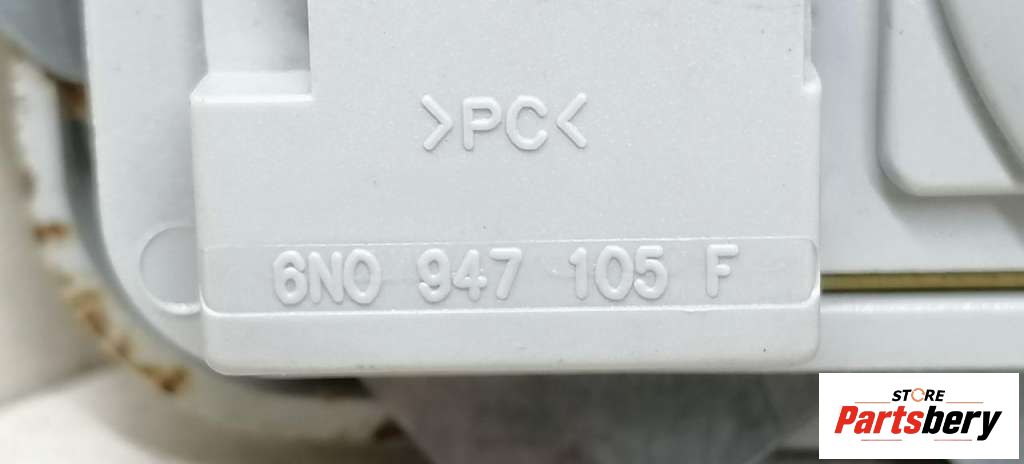 >PC<
6N0 947 105 F
STORE
Partsbery